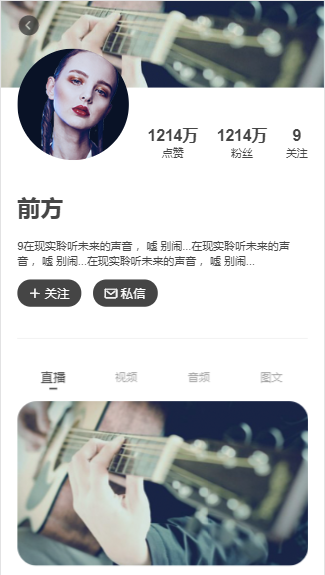 1214万 1214万 9
点赞 粉丝 关注
前方
9在现实聆听未来的声音， 嘘 别闹...在现实聆听未来的声
音， 嘘 别闹...在现实聆听未来的声音， 嘘 别闹...
关注 私信
直播 视频 音频 图文